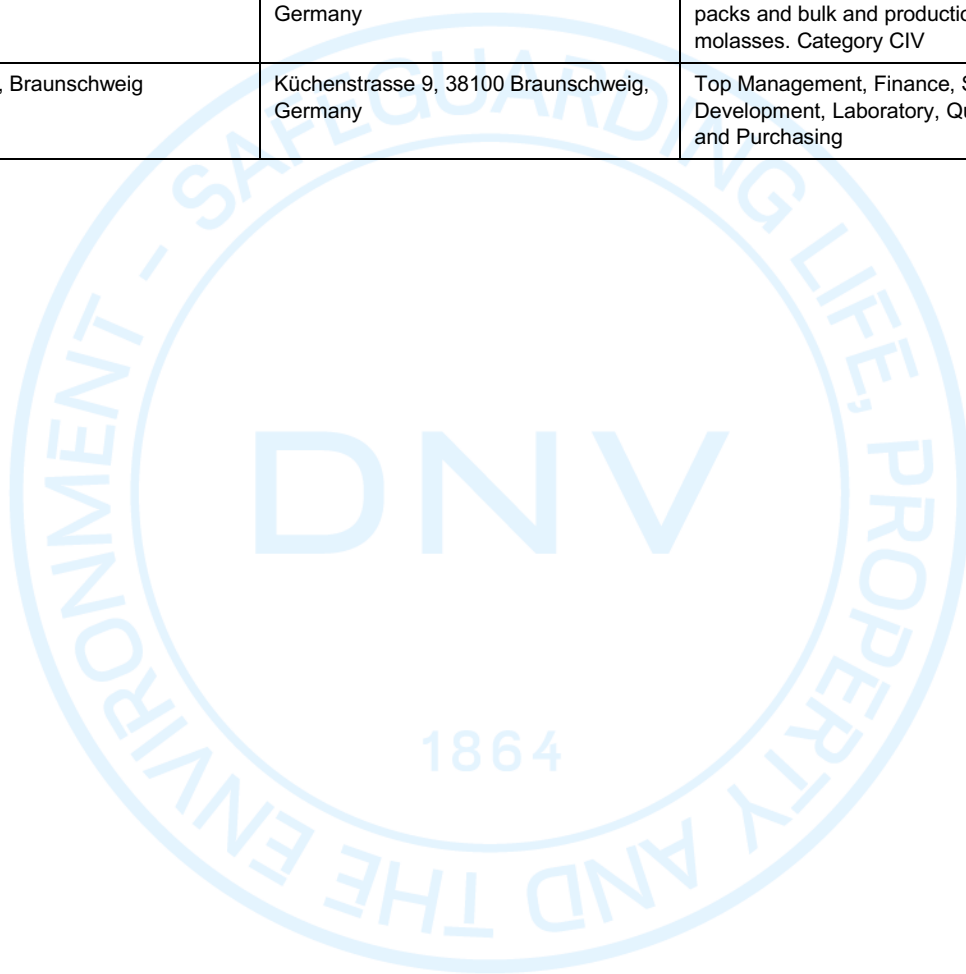 Germany
packs and bulk and productio
molasses. Category CIV
, Braunschweig
Küchenstrasse 9, 38100 Braunschweig,
Germany
Top Management, Finance, S
Development, Laboratory, Qu
and Purchasing
SAFEGUARDING LIFE, PROPERTY AND THE ENVIRONMENT -
DNV
1864